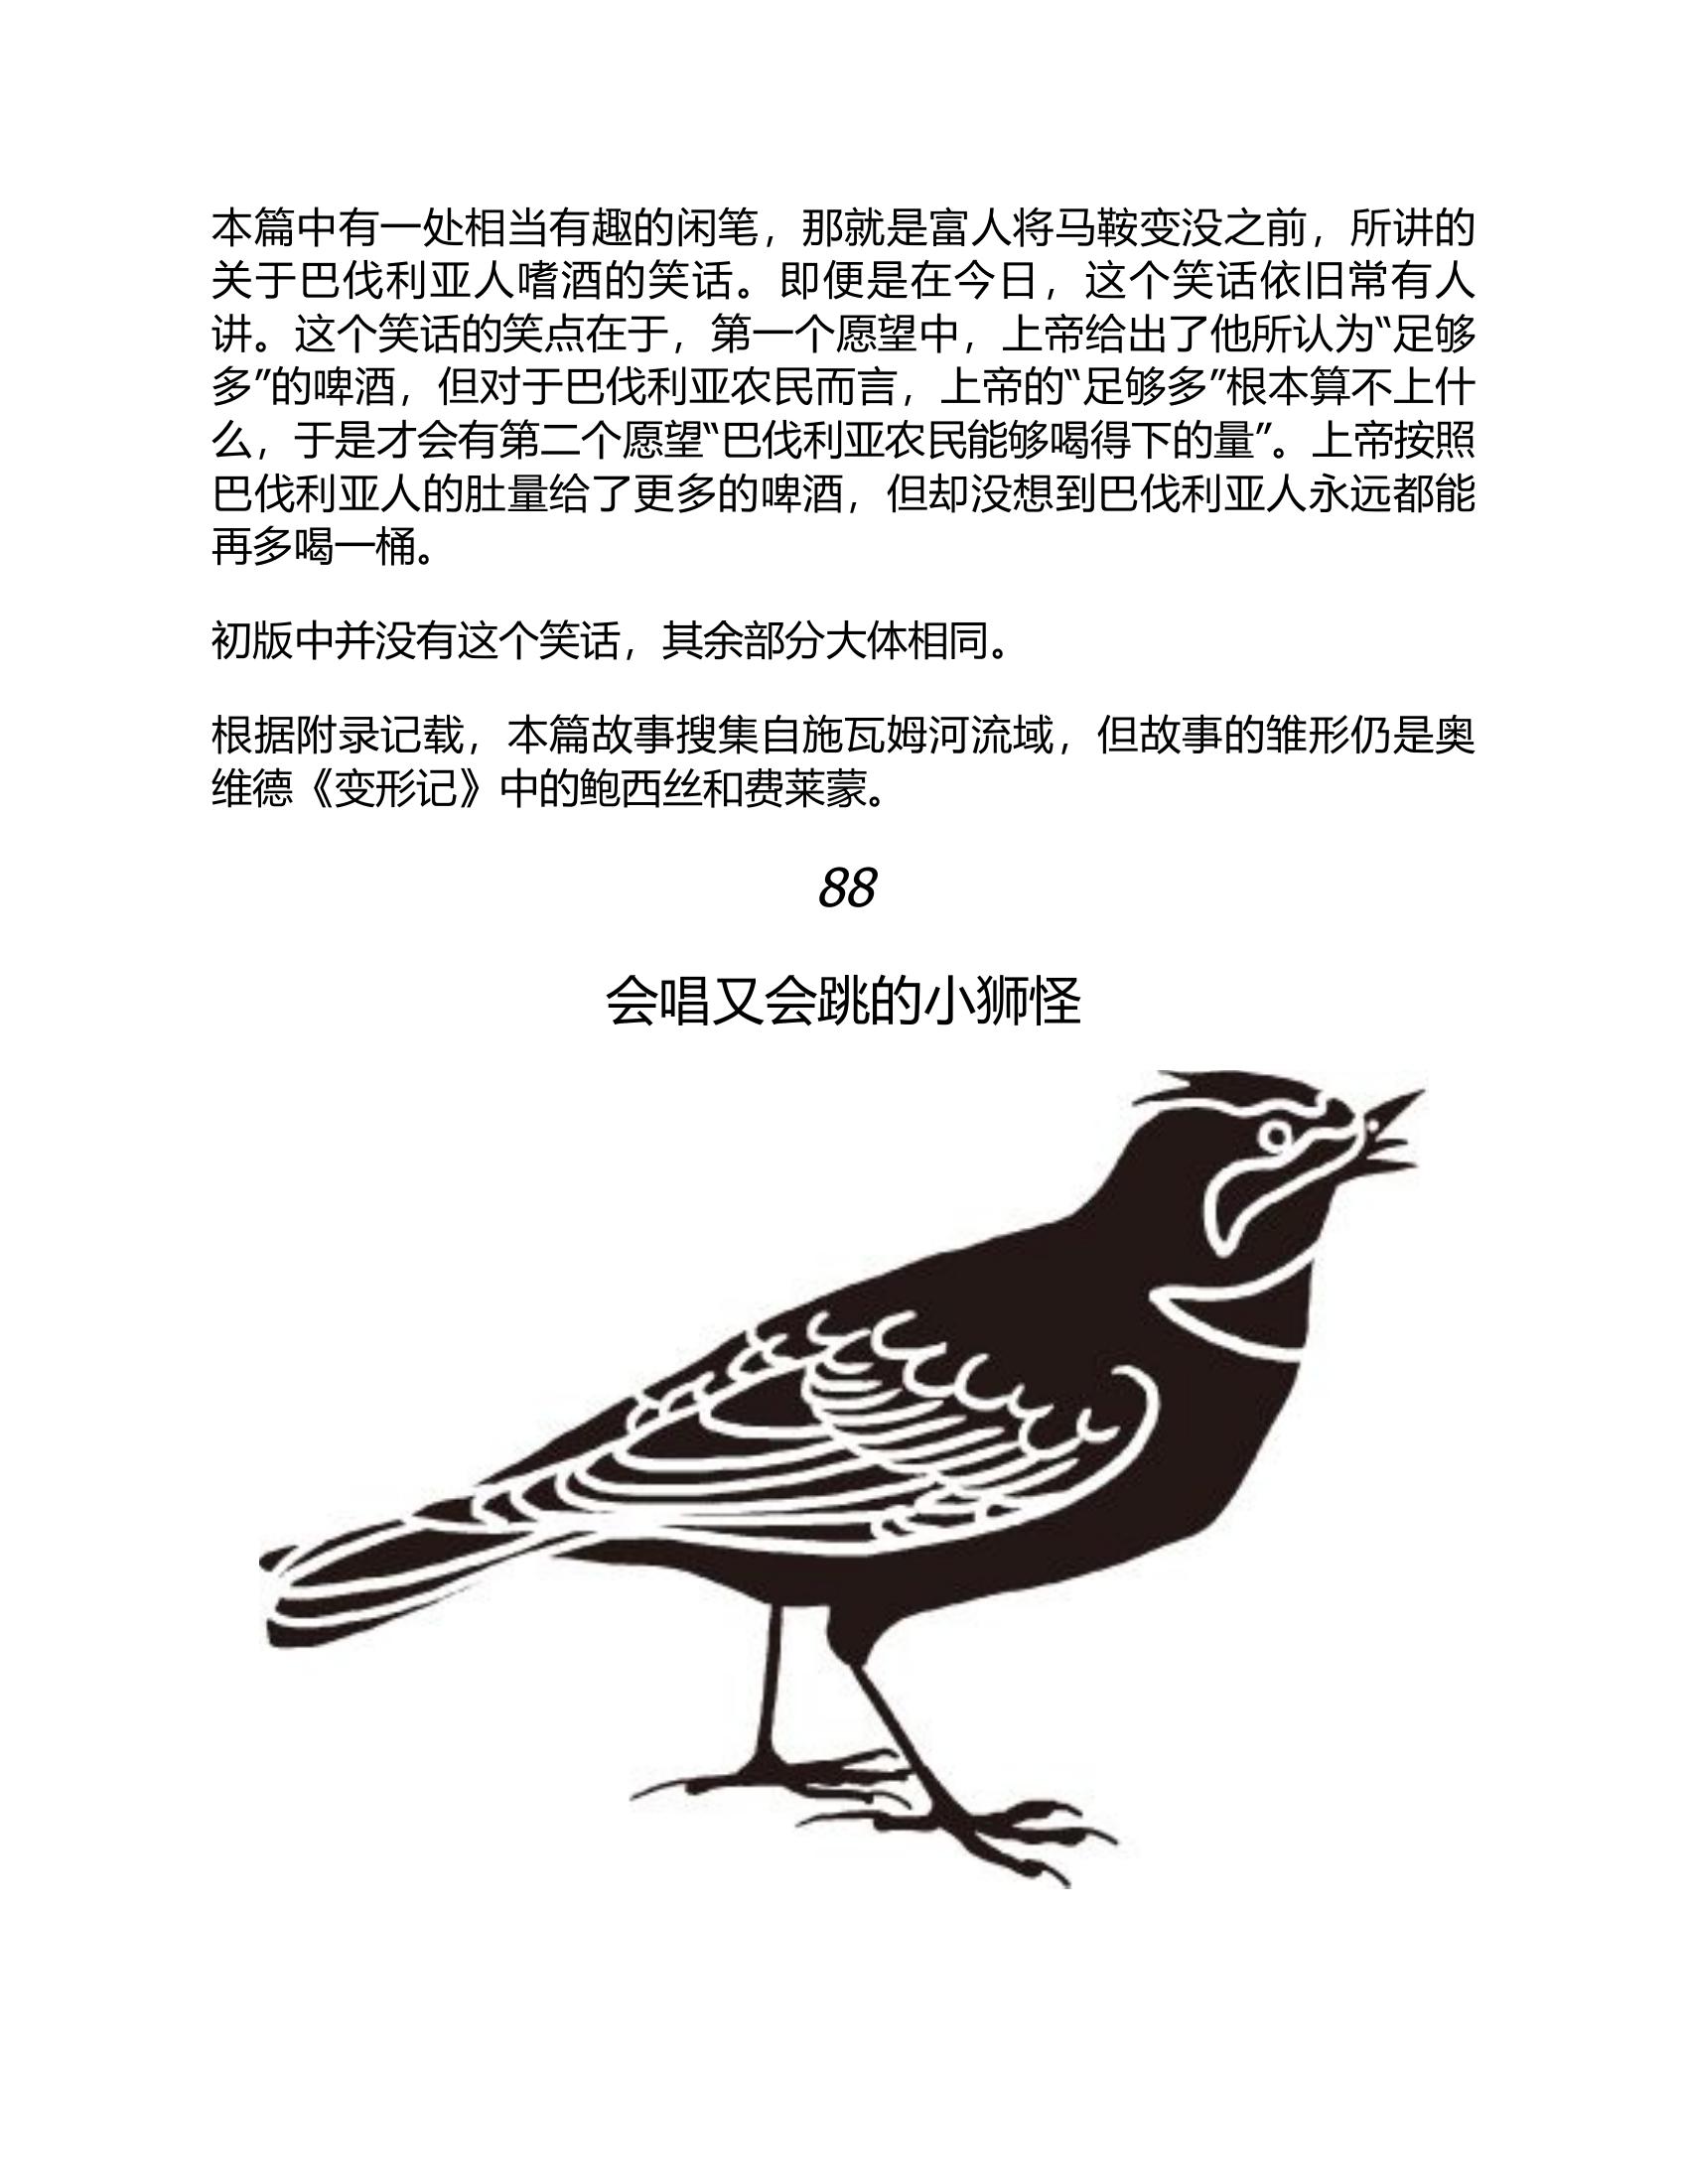 本篇中有一处相当有趣的闲笔，那就是富人将马鞍变没之前，所讲的
关于巴伐利亚人嗜酒的笑话。即便是在今日，这个笑话依旧常有人
讲。这个笑话的笑点在于，第一个愿望中，上帝给出了他所认为“足够
多”的啤酒，但对于巴伐利亚农民而言，上帝的“足够多”根本算不上什
么，于是才会有第二个愿望“巴伐利亚农民能够喝得下的量”。上帝按照
巴伐利亚人的肚量给了更多的啤酒，但却没想到巴伐利亚人永远都能
再多喝一桶。
初版中并没有这个笑话，其余部分大体相同。
根据附录记载，本篇故事搜集自施瓦姆河流域，但故事的雏形仍是奥
维德《变形记》中的鲍西丝和费莱蒙。
88
会唱又会跳的小狮怪